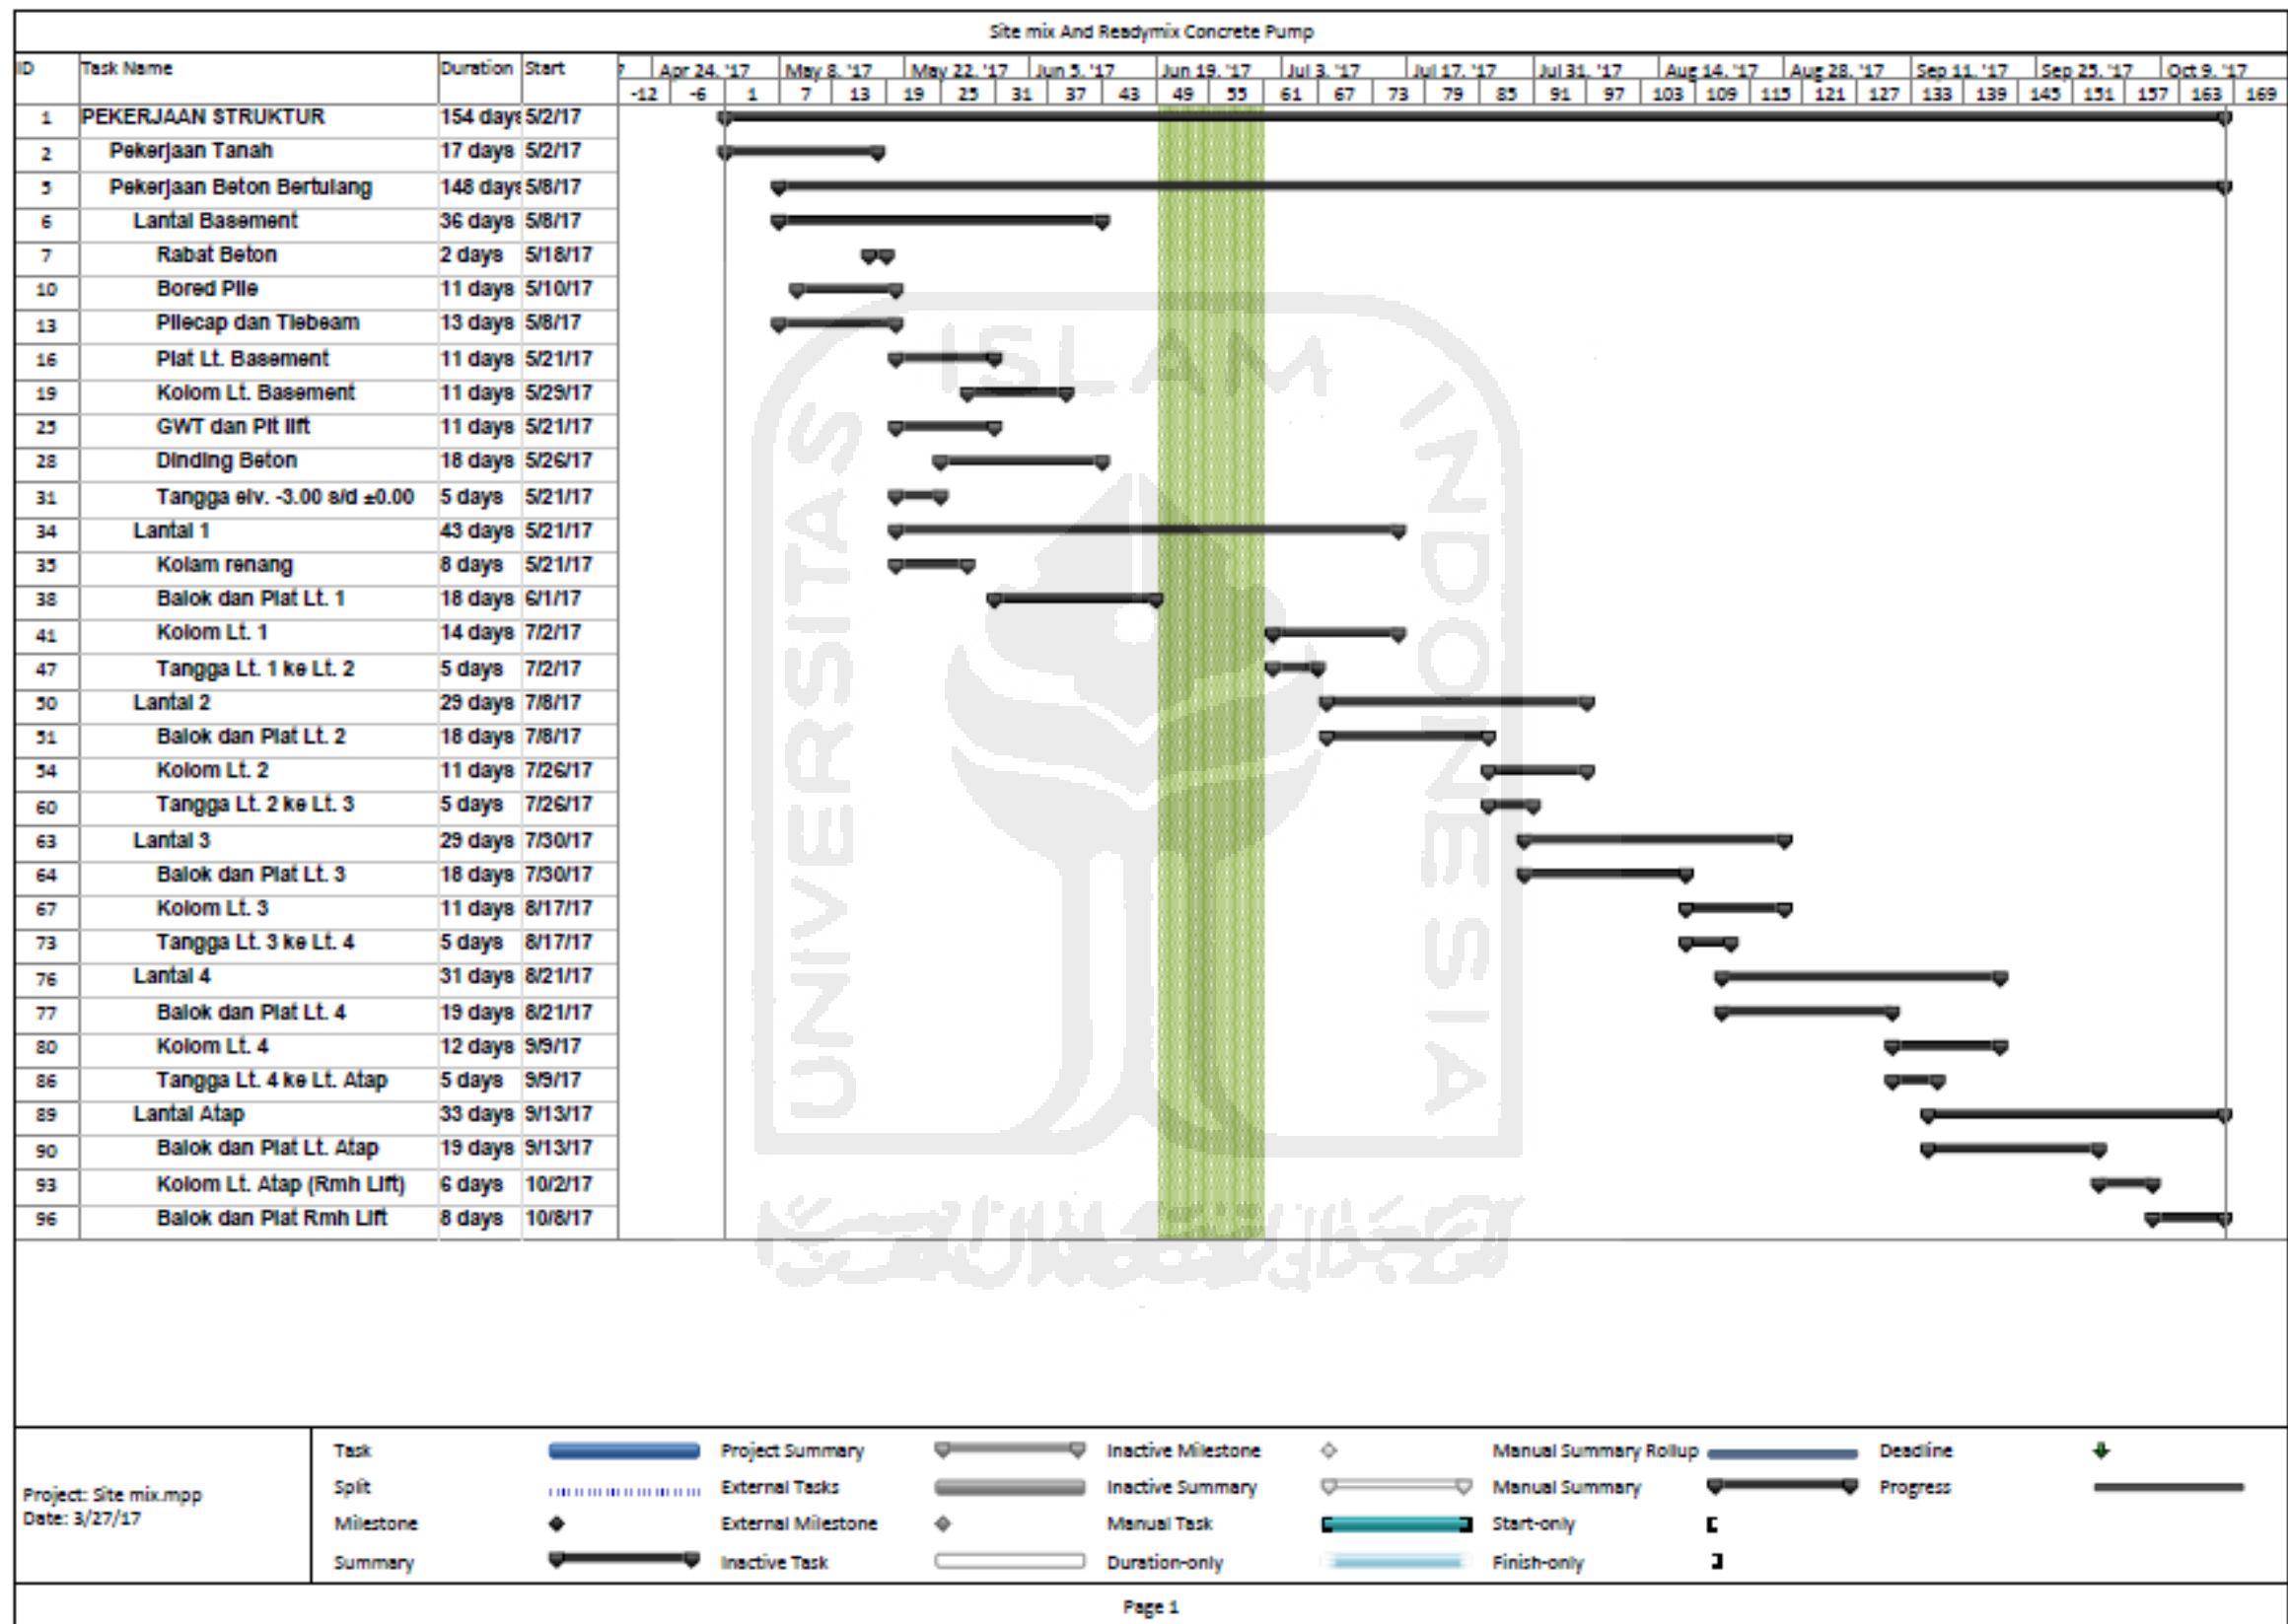 Site mix And Readymix Concrete Pump
ID Task Name Duration Start 7 Apr 24, '17 May 8, '17 May 22, '17 Jun 5, '17 Jun 19, '17 Jul 3, '17 Jul 17, '17 Jul 31, '17 Aug 14, '17 Aug 28, '17 Sep 11, '17 Sep 25, '17 Oct 9, '17
-12 -6 1 7 13 19 25 31 37 43 49 55 61 67 73 79 85 91 97 103 109 115 121 127 133 139 145 151 157 163 169
1 PEKERJAAN STRUKTUR 154 days 5/2/17
2 Pekerjaan Tanah 17 days 5/2/17
5 Pekerjaan Beton Bertulang 148 days 5/8/17
6 Lantai Basement 36 days 5/8/17
7 Rabat Beton 2 days 5/18/17
10 Bored Pile 11 days 5/10/17
13 Pilecap dan Tiebeam 13 days 5/8/17
16 Plat Lt. Basement 11 days 5/21/17
19 Kolom Lt. Basement 11 days 5/29/17
25 GWT dan Pit lift 11 days 5/21/17
28 Dinding Beton 18 days 5/26/17
31 Tangga elv. -3.00 s/d ±0.00 5 days 5/21/17
34 Lantai 1 43 days 5/21/17
35 Kolam renang 8 days 5/21/17
38 Balok dan Plat Lt. 1 18 days 6/1/17
41 Kolom Lt. 1 14 days 7/2/17
47 Tangga Lt. 1 ke Lt. 2 5 days 7/2/17
50 Lantai 2 29 days 7/8/17
51 Balok dan Plat Lt. 2 18 days 7/8/17
54 Kolom Lt. 2 11 days 7/26/17
60 Tangga Lt. 2 ke Lt. 3 5 days 7/26/17
63 Lantai 3 29 days 7/30/17
64 Balok dan Plat Lt. 3 18 days 7/30/17
67 Kolom Lt. 3 11 days 8/17/17
73 Tangga Lt. 3 ke Lt. 4 5 days 8/17/17
76 Lantai 4 31 days 8/21/17
77 Balok dan Plat Lt. 4 19 days 8/21/17
80 Kolom Lt. 4 12 days 9/9/17
86 Tangga Lt. 4 ke Lt. Atap 5 days 9/9/17
89 Lantai Atap 33 days 9/13/17
90 Balok dan Plat Lt. Atap 19 days 9/13/17
93 Kolom Lt. Atap (Rmh Lift) 6 days 10/2/17
96 Balok dan Plat Rmh Lift 8 days 10/8/17
UNIVERSITAS
ISLAM
INDONESIA
Project: Site mix.mpp
Date: 3/27/17
Task Project Summary Inactive Milestone Manual Summary Rollup Deadline
Split External Tasks Inactive Summary Manual Summary Progress
Milestone External Milestone Manual Task Start-only
Summary Inactive Task Duration-only Finish-only
Page 1